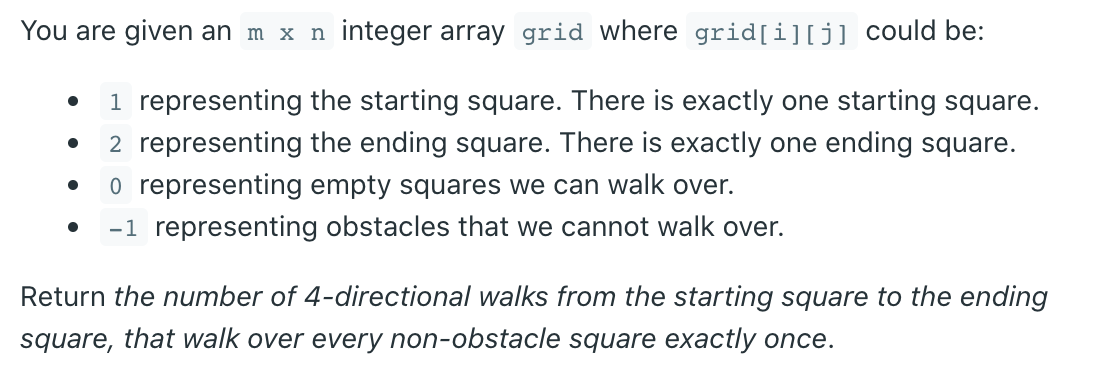 You are given an m x n integer array grid where grid[i][j] could be:
• 1 representing the starting square. There is exactly one starting square.
• 2 representing the ending square. There is exactly one ending square.
• 0 representing empty squares we can walk over.
• -1 representing obstacles that we cannot walk over.
Return the number of 4-directional walks from the starting square to the ending
square, that walk over every non-obstacle square exactly once.